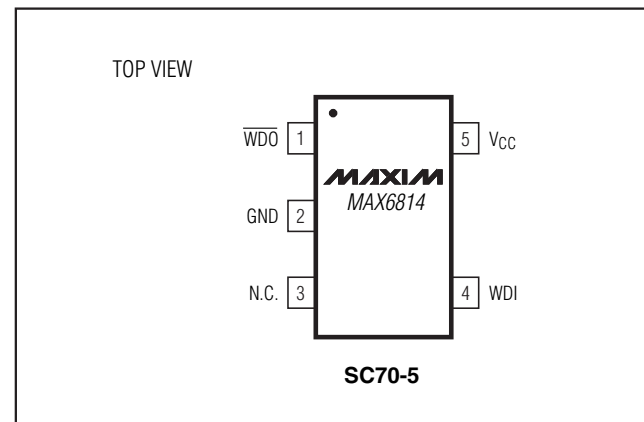 TOP VIEW
WDO 1
5 VCC
MAXIM
MAX6814
GND 2
N.C. 3
4 WDI
SC70-5